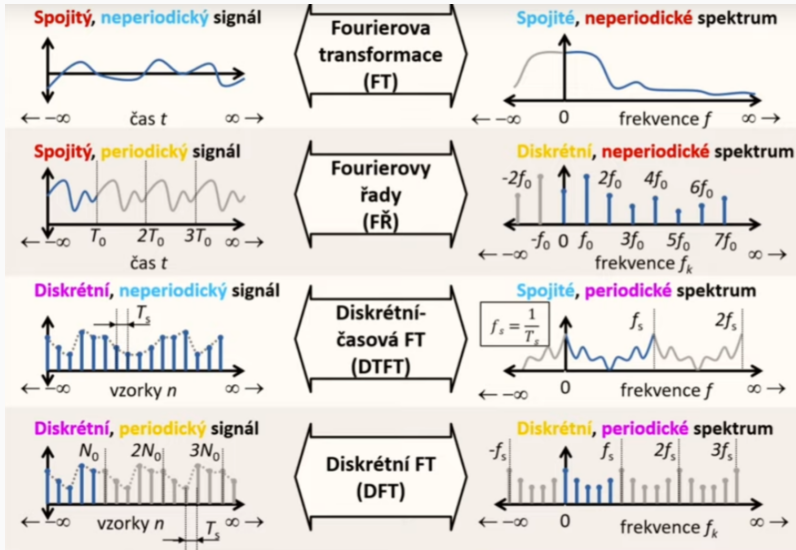 Spojitý, neperiodický signál
Fourierova
transformace
(FT)
Spojité, neperiodické spektrum
← -∞
čas t
∞ →
← -∞
0
frekvence f
∞ →
Spojitý, periodický signál
Fourierovy
řady
(FŘ)
Diskrétní, neperiodické spektrum
T₀
2T₀
3T₀
← -∞
čas t
∞ →
-2f₀
2f₀
4f₀
6f₀
-f₀
0
f₀
3f₀
5f₀
7f₀
← -∞
frekvence fₖ
∞ →
Diskrétní, neperiodický signál
Diskrétní-
časová FT
(DTFT)
Spojité, periodické spektrum
Tₛ
← -∞
vzorky n
∞ →
fₛ = 1/Tₛ
fₛ
2fₛ
← -∞
0
frekvence f
∞ →
Diskrétní, periodický signál
Diskrétní FT
(DFT)
Diskrétní, periodické spektrum
N₀
2N₀
3N₀
← -∞
vzorky n
∞ →
Tₛ
-fₛ
fₛ
2fₛ
3fₛ
← -∞
0
frekvence fₖ
∞ →